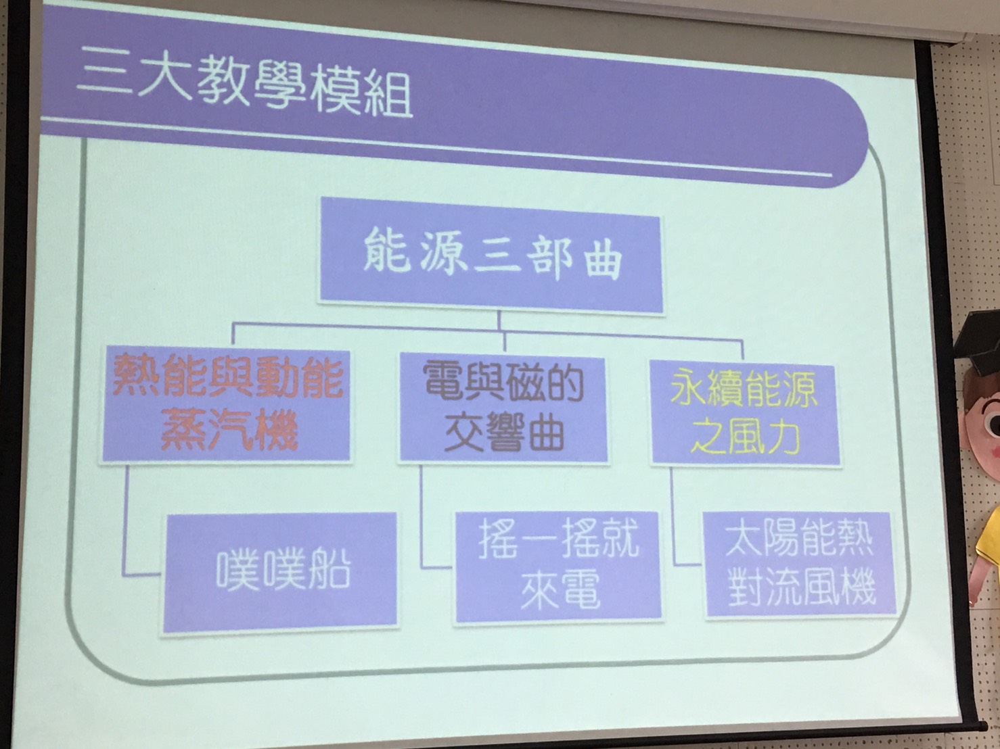 三大教學模組
能源三部曲
熱能與動能
蒸汽機
電與磁的
交響曲
永續能源
之風力
噗噗船
搖一搖就
來電
太陽能熱
對流風機